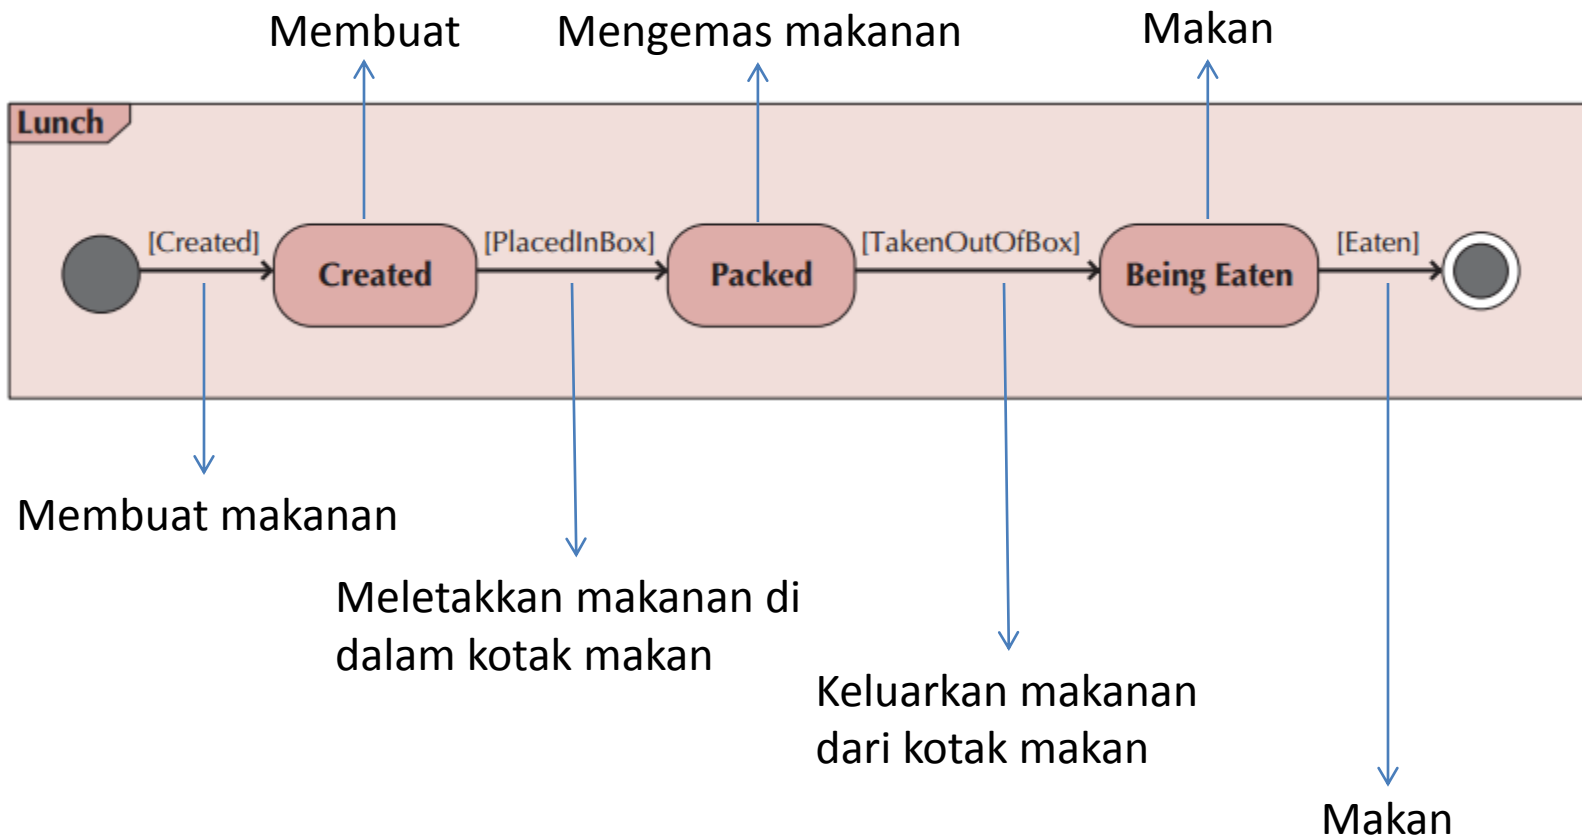 Membuat
Mengemas makanan
Makan
Lunch
[Created]
[PlacedInBox]
[TakenOutOfBox]
[Eaten]
Created
Packed
Being Eaten
Membuat makanan
Meletakkan makanan di
dalam kotak makan
Keluarkan makanan
dari kotak makan
Makan